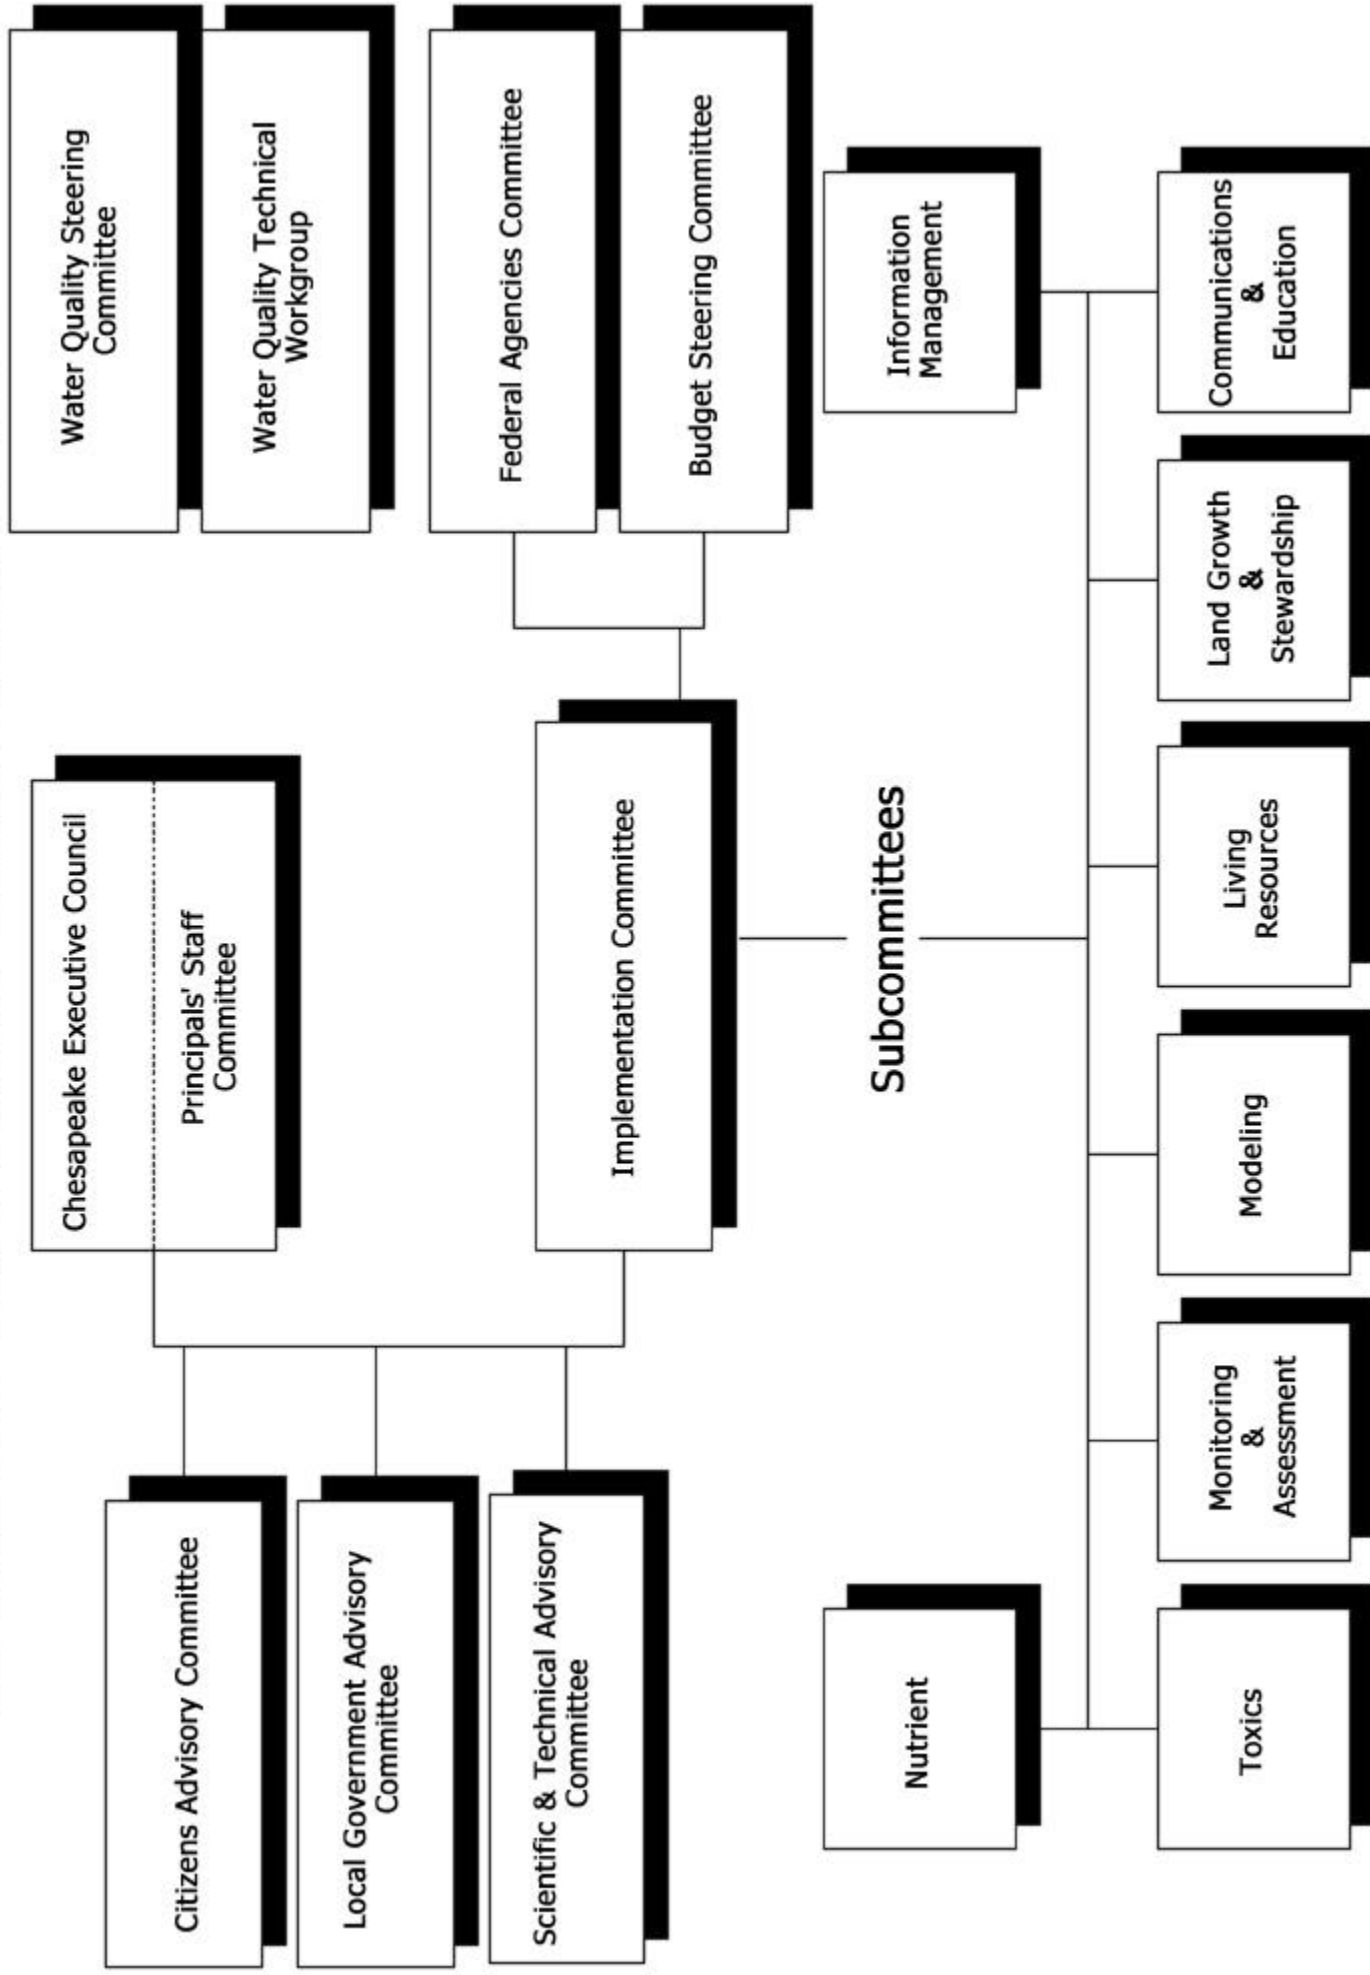 Chesapeake Executive Council
Principals' Staff
Committee
Water Quality Steering
Committee
Water Quality Technical
Workgroup
Citizens Advisory Committee
Local Government Advisory
Committee
Scientific & Technical Advisory
Committee
Implementation Committee
Federal Agencies Committee
Budget Steering Committee
Subcommittees
Nutrient
Information
Management
Toxics
Monitoring
&
Assessment
Modeling
Living
Resources
Land Growth
&
Stewardship
Communications
&
Education